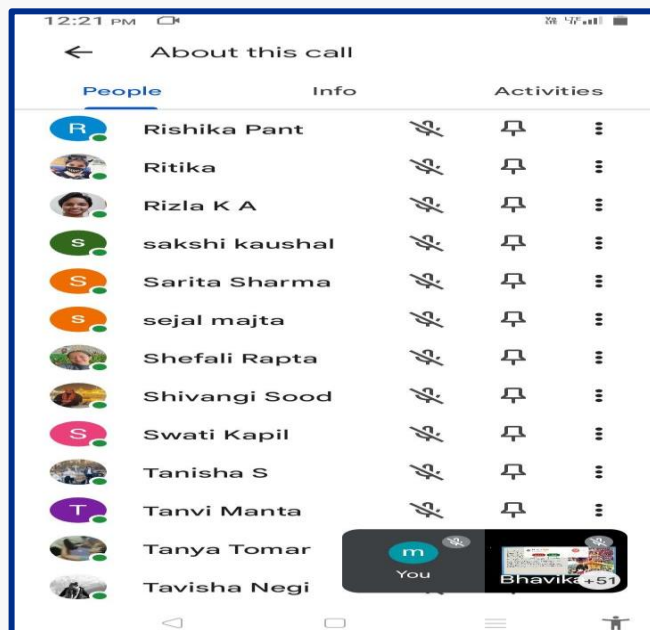 12:21 PM
About this call
People Info Activities
R Rishika Pant
Ritika
Rizla K A
s sakshi kaushal
S Sarita Sharma
s sejal majta
Shefali Rapta
Shivangi Sood
S Swati Kapil
Tanisha S
T Tanvi Manta
Tanya Tomar
m
You
Bhavika
+51
Tavisha Negi